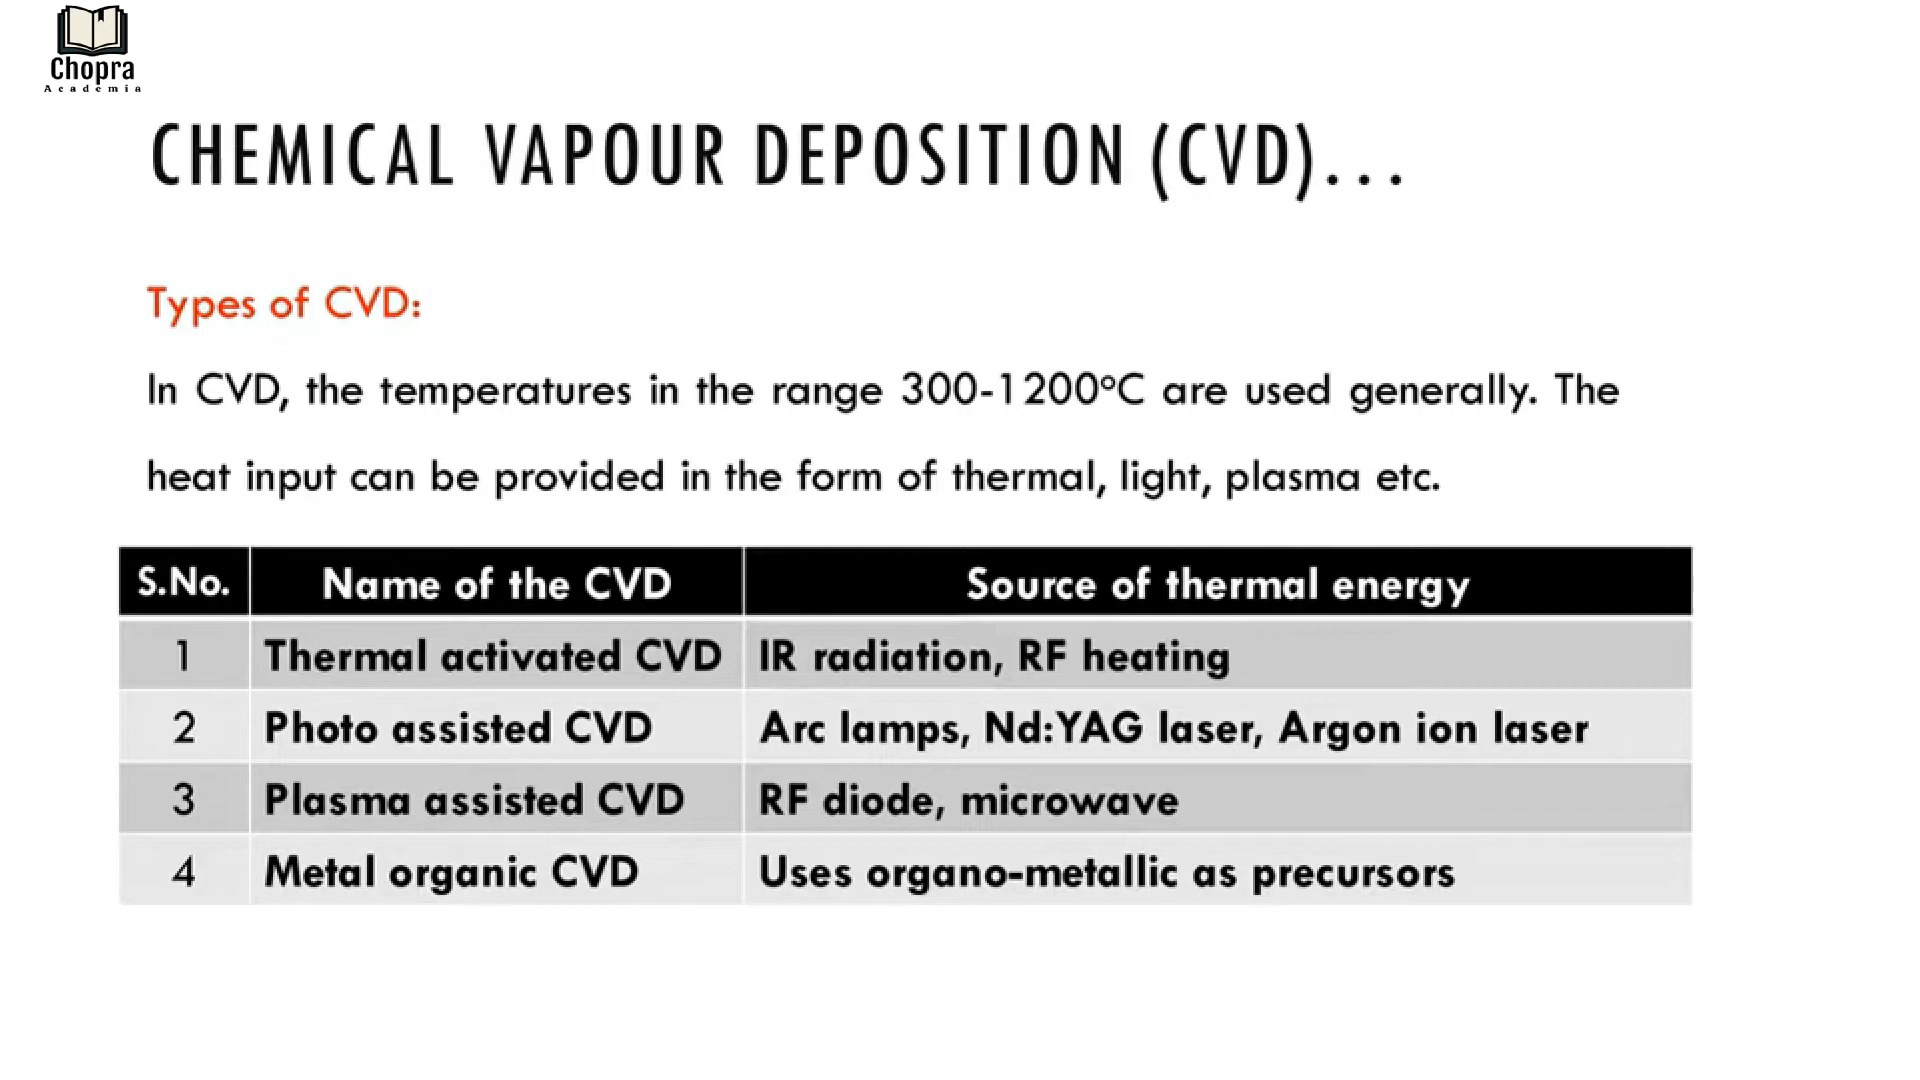 Chopra
Academia
CHEMICAL VAPOUR DEPOSITION (CVD)...
Types of CVD:
In CVD, the temperatures in the range 300-1200°C are used generally. The
heat input can be provided in the form of thermal, light, plasma etc.
S.No. Name of the CVD Source of thermal energy
1 Thermal activated CVD IR radiation, RF heating
2 Photo assisted CVD Arc lamps, Nd:YAG laser, Argon ion laser
3 Plasma assisted CVD RF diode, microwave
4 Metal organic CVD Uses organo-metallic as precursors